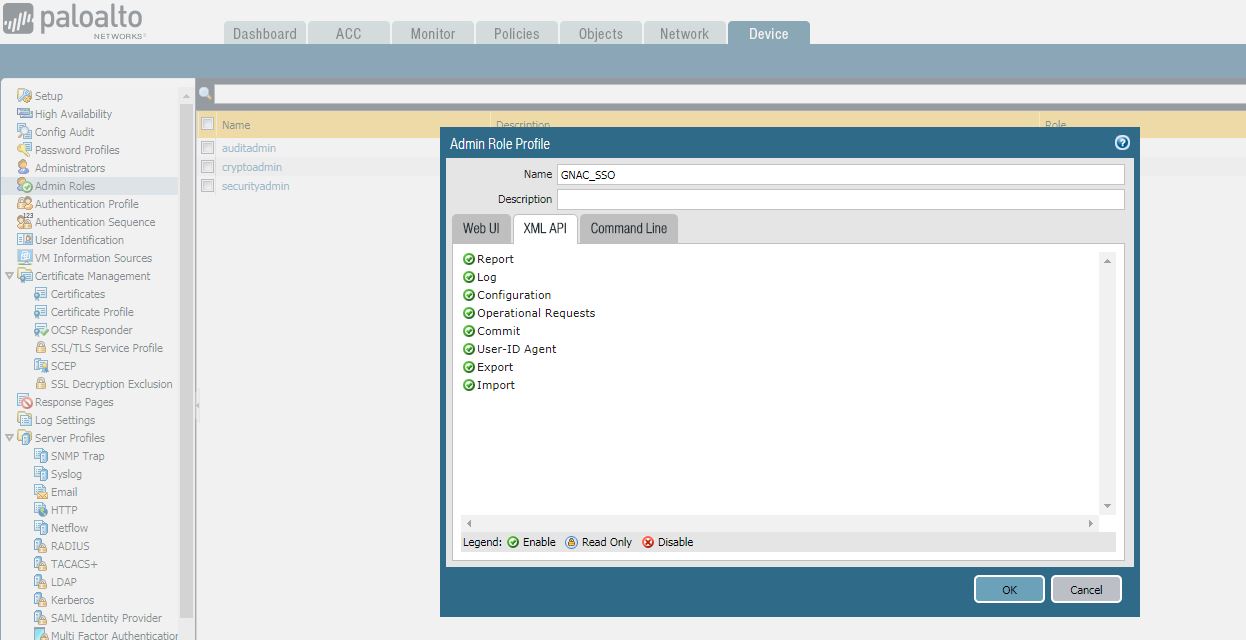 paloalto
NETWORKS
Dashboard ACC Monitor Policies Objects Network Device
Setup
High Availability
Config Audit
Password Profiles
Administrators
Admin Roles
Authentication Profile
Authentication Sequence
User Identification
VM Information Sources
Certificate Management
Certificates
Certificate Profile
OCSP Responder
SSL/TLS Service Profile
SCEP
SSL Decryption Exclusion
Response Pages
Log Settings
Server Profiles
SNMP Trap
Syslog
Email
HTTP
Netflow
RADIUS
TACACS+
LDAP
Kerberos
SAML Identity Provider
Multi Factor Authentication
Name Description Role
auditadmin
cryptoadmin
securityadmin
Admin Role Profile
Name GNAC_SSO
Description
Web UI XML API Command Line
Report
Log
Configuration
Operational Requests
Commit
User-ID Agent
Export
Import
Legend: Enable Read Only Disable
OK Cancel